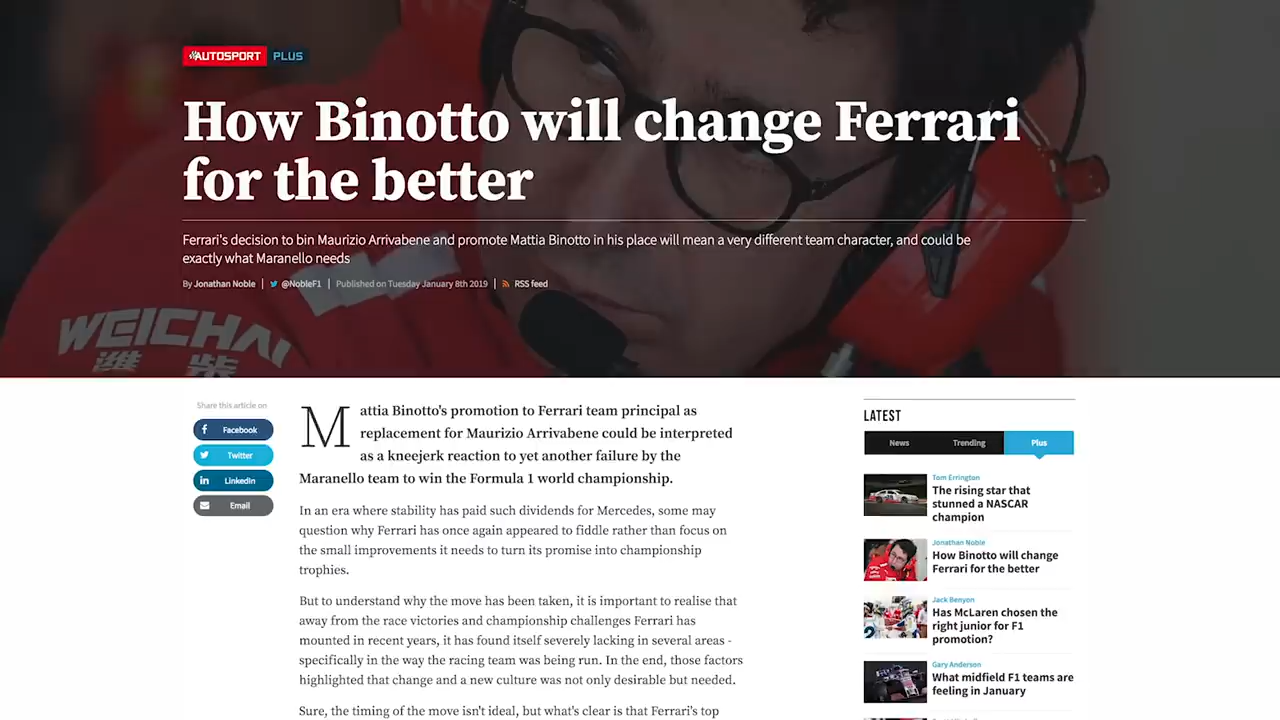 AUTOSPORT PLUS
How Binotto will change Ferrari
for the better
Ferrari's decision to bin Maurizio Arrivabene and promote Mattia Binotto in his place will mean a very different team character, and could be
exactly what Maranello needs
By Jonathan Noble | @NobleF1 | Published on Tuesday January 8th 2019 | RSS feed
WEICHAI
潍柴
Share this article on
Facebook
Twitter
LinkedIn
Email
Mattia Binotto's promotion to Ferrari team principal as
replacement for Maurizio Arrivabene could be interpreted
as a kneejerk reaction to yet another failure by the
Maranello team to win the Formula 1 world championship.
In an era where stability has paid such dividends for Mercedes, some may
question why Ferrari has once again appeared to fiddle rather than focus on
the small improvements it needs to turn its promise into championship
trophies.
But to understand why the move has been taken, it is important to realise that
away from the race victories and championship challenges Ferrari has
mounted in recent years, it has found itself severely lacking in several areas -
specifically in the way the racing team was being run. In the end, those factors
highlighted that change and a new culture was not only desirable but needed.
Sure, the timing of the move isn't ideal, but what's clear is that Ferrari's top
LATEST
News Trending Plus
Tom Errington
The rising star that
stunned a NASCAR
champion
Jonathan Noble
How Binotto will change
Ferrari for the better
Jack Benyon
Has McLaren chosen the
right junior for F1
promotion?
Gary Anderson
What midfield F1 teams are
feeling in January